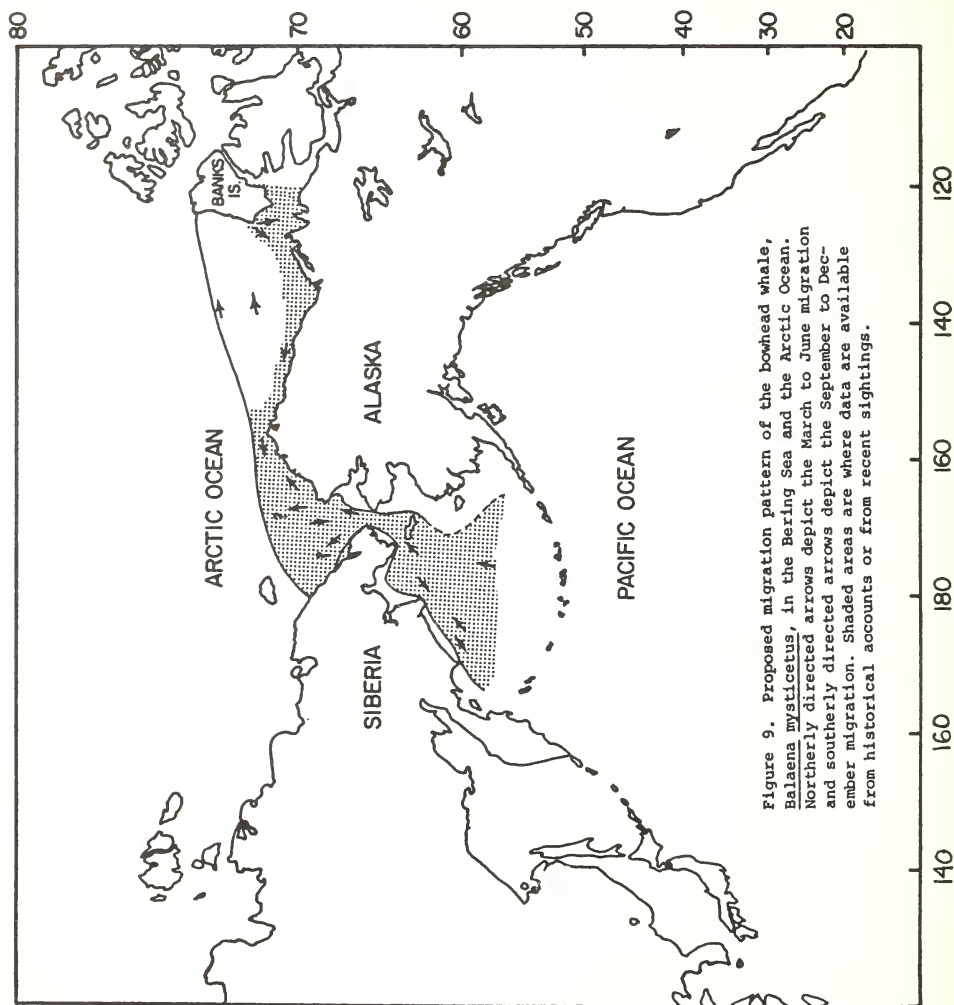 80
70
60
50
40
30
20
ARCTIC OCEAN
BANKS
IS.
SIBERIA
ALASKA
PACIFIC OCEAN
140
160
180
160
140
120
Figure 9. Proposed migration pattern of the bowhead whale,
Balaena mysticetus, in the Bering Sea and the Arctic Ocean.
Northerly directed arrows depict the March to June migration
and southerly directed arrows depict the September to Dec-
ember migration. Shaded areas are where data are available
from historical accounts or from recent sightings.